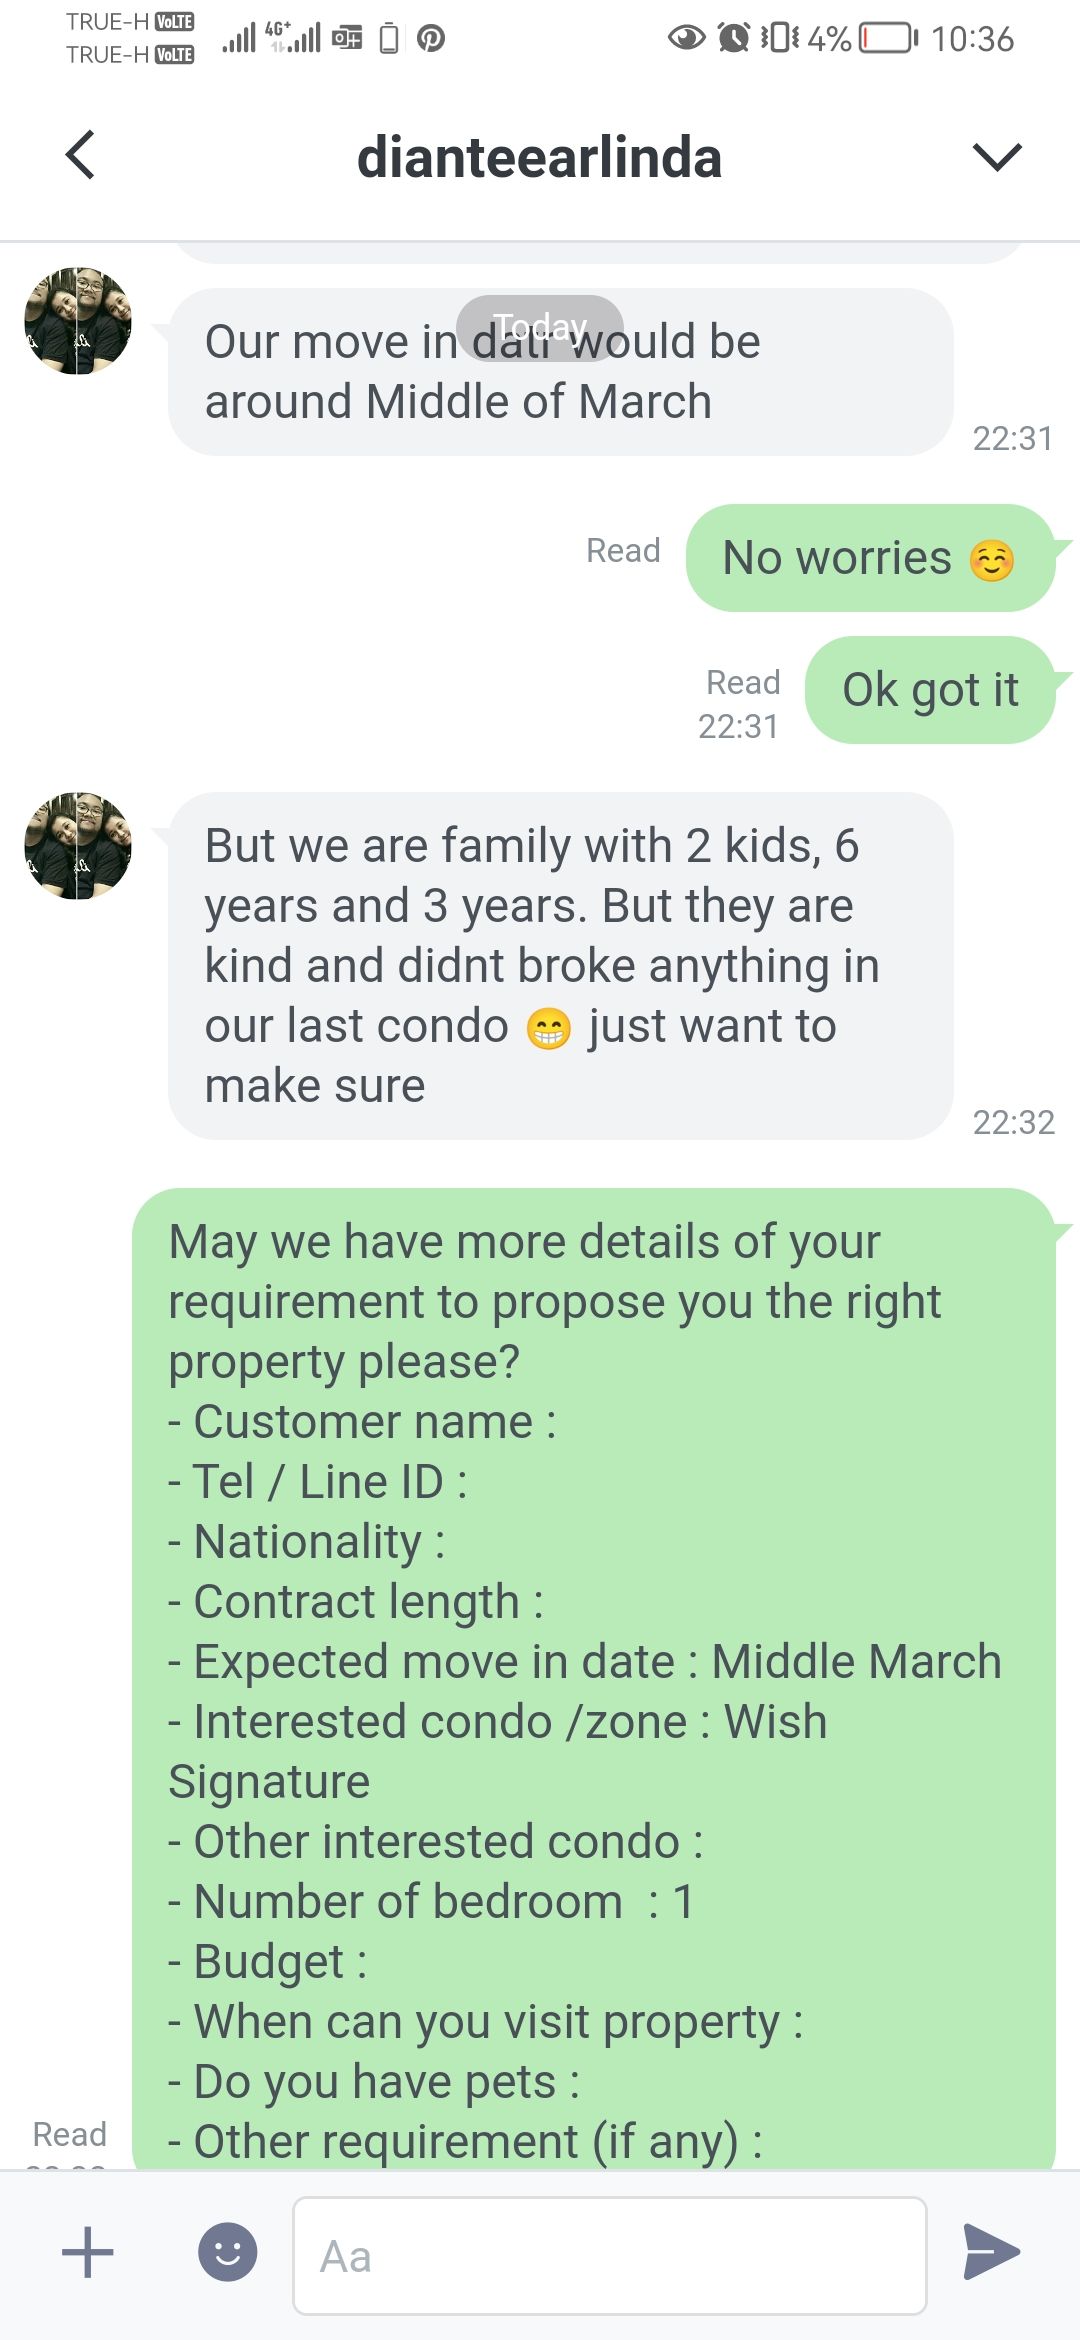 TRUE-H VoLTE
TRUE-H VoLTE
4G+
4%
10:36
dianteearlinda
Today
Our move in datr would be
around Middle of March
22:31
Read
No worries ☺️
Read
22:31
Ok got it
But we are family with 2 kids, 6
years and 3 years. But they are
kind and didnt broke anything in
our last condo 😁 just want to
make sure
22:32
May we have more details of your
requirement to propose you the right
property please?
- Customer name :
- Tel / Line ID :
- Nationality :
- Contract length :
- Expected move in date : Middle March
- Interested condo /zone : Wish
Signature
- Other interested condo :
- Number of bedroom  : 1
- Budget :
- When can you visit property :
- Do you have pets :
- Other requirement (if any) :
Read
Aa